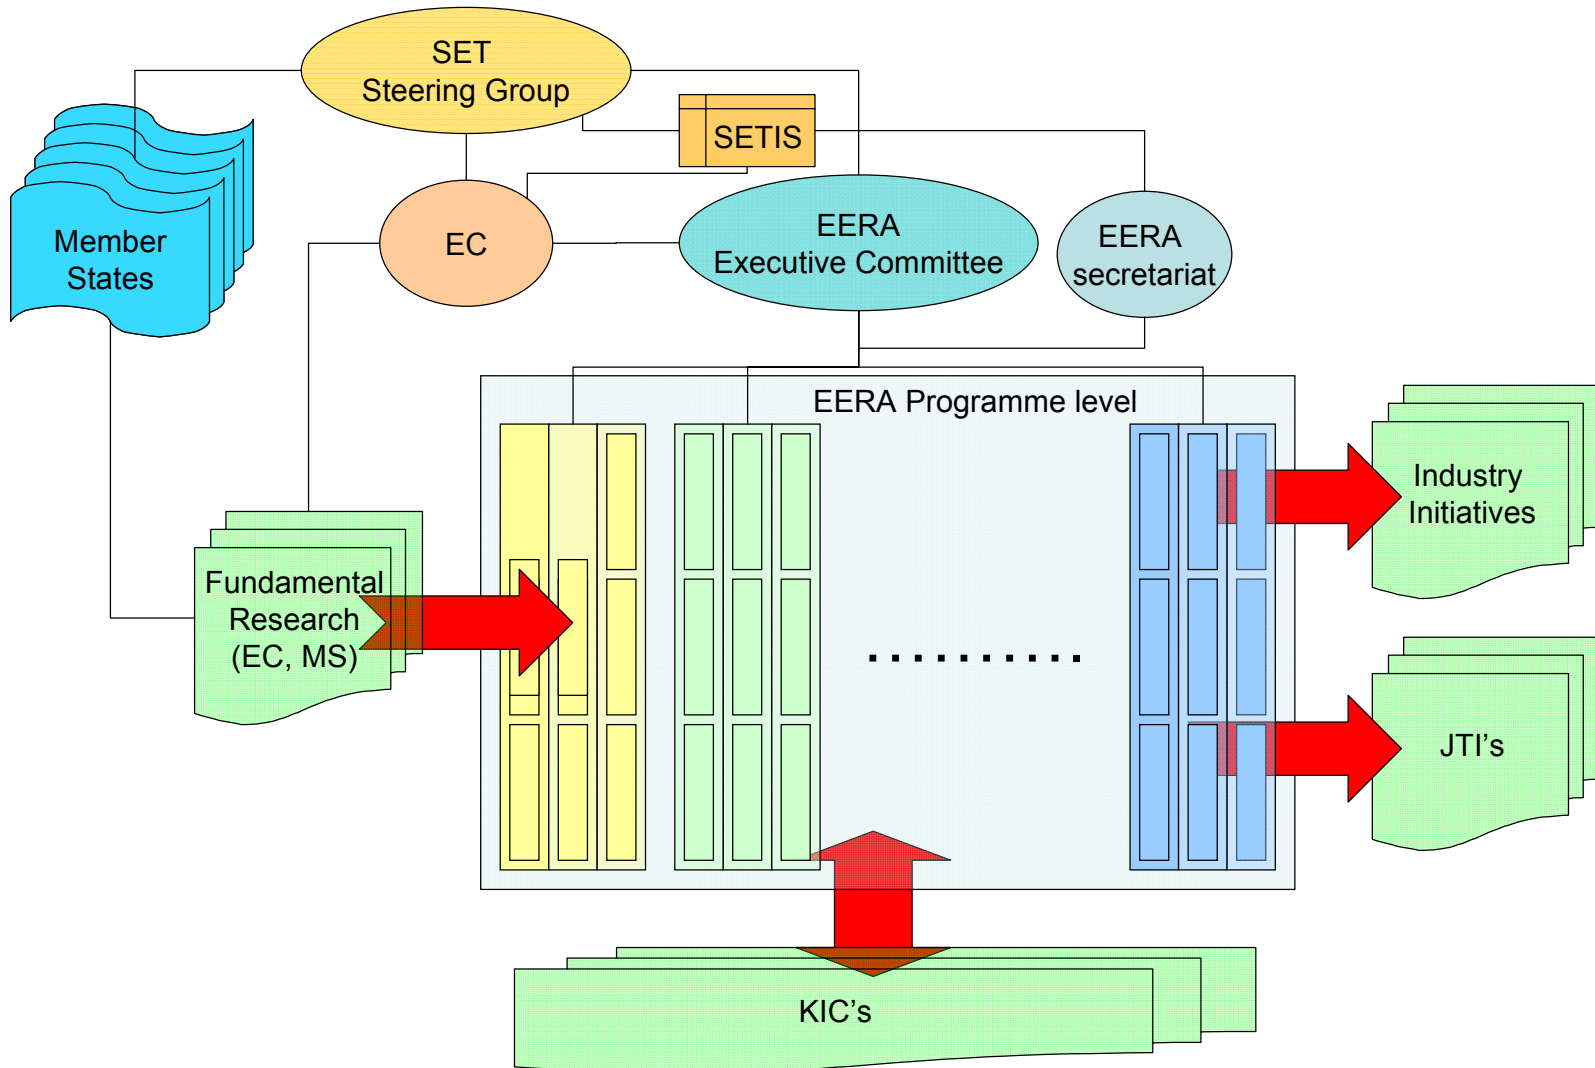 SET
Steering Group
SETIS
Member
States
EC
EERA
Executive Committee
EERA
secretariat
EERA Programme level
Industry
Initiatives
Fundamental
Research
(EC, MS)
JTI's
KIC's